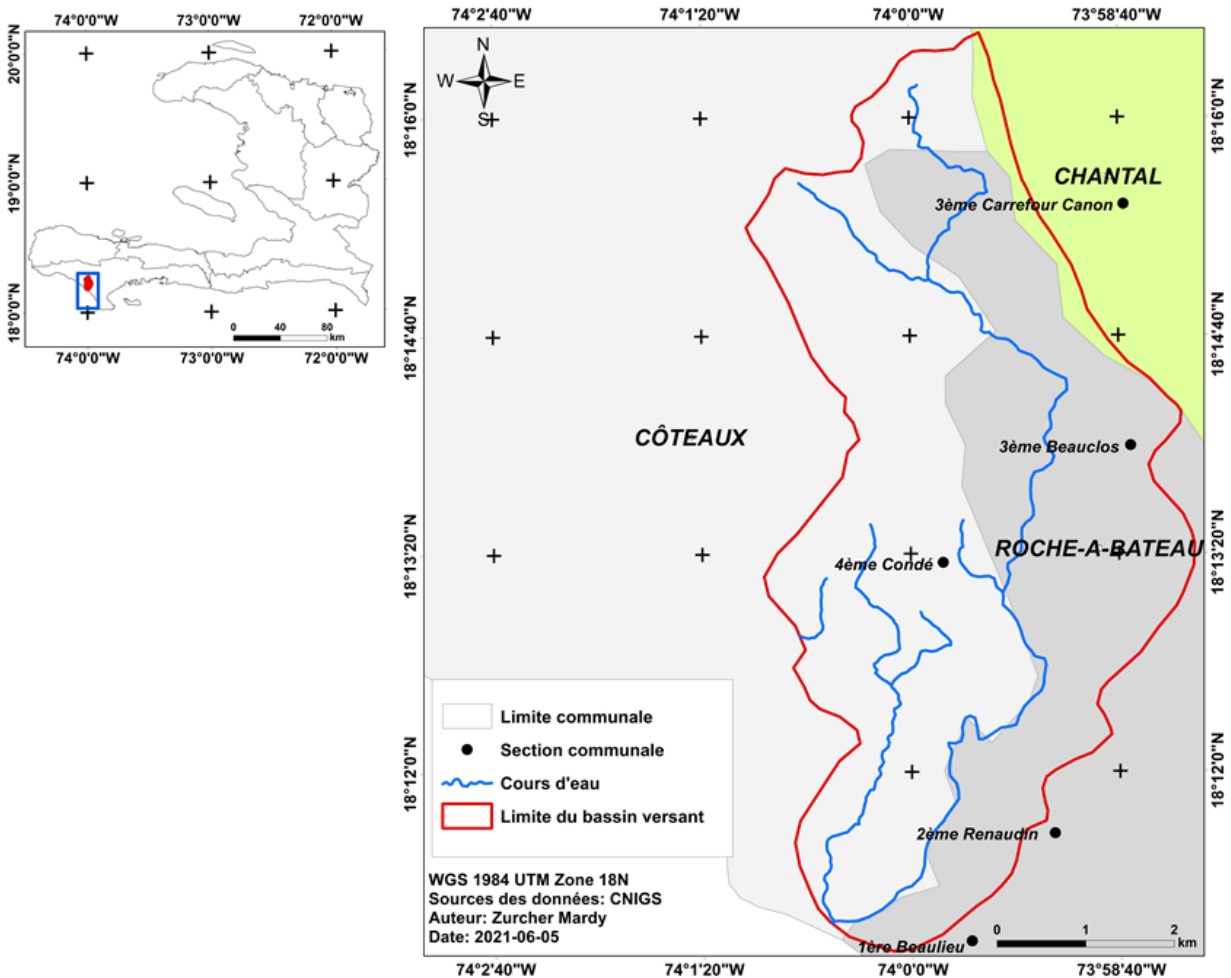 74°0'0"W 73°0'0"W 72°0'0"W
20°0'0"N
19°0'0"N
18°0'0"N
0 40 80
km
74°0'0"W 73°0'0"W 72°0'0"W
74°2'40"W 74°1'20"W 74°0'0"W 73°58'40"W
N
W E
S
18°16'0"N 18°16'0"N
CHANTAL
3ème Carrefour Canon
18°14'40"N 18°14'40"N
CÔTEAUX
3ème Beauclos
ROCHE-A-BATEAU
18°13'20"N 18°13'20"N
4ème Condé
Limite communale
Section communale
Cours d'eau
Limite du bassin versant
18°12'0"N 18°12'0"N
2ème Renaudin
WGS 1984 UTM Zone 18N
Sources des données: CNIGS
Auteur: Zurcher Mardy
Date: 2021-06-05
1ère Beaulieu
0 1 2
km
74°2'40"W 74°1'20"W 74°0'0"W 73°58'40"W